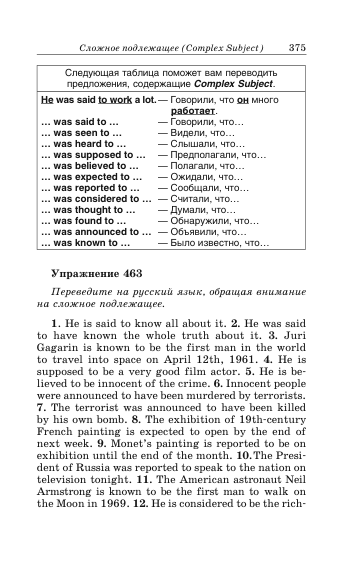 Сложное подлежащее (Complex Subject)    375
Следующая таблица поможет вам переводить
предложения, содержащие Complex Subject.
He was said to work a lot. — Говорили, что он много
работает.
... was said to ... — Говорили, что...
... was seen to ... — Видели, что...
... was heard to ... — Слышали, что...
... was supposed to ... — Предполагали, что...
... was believed to ... — Полагали, что...
... was expected to ... — Ожидали, что...
... was reported to ... — Сообщали, что...
... was considered to ... — Считали, что...
... was thought to ... — Думали, что...
... was found to ... — Обнаружили, что...
... was announced to ... — Объявили, что...
... was known to ... — Было известно, что...
Упражнение 463
Переведите на русский язык, обращая внимание
на сложное подлежащее.
1. He is said to know all about it. 2. He was said
to have known the whole truth about it. 3. Juri
Gagarin is known to be the first man in the world
to travel into space on April 12th, 1961. 4. He is
supposed to be a very good film actor. 5. He is be-
lieved to be innocent of the crime. 6. Innocent people
were announced to have been murdered by terrorists.
7. The terrorist was announced to have been killed
by his own bomb. 8. The exhibition of 19th-century
French painting is expected to open by the end of
next week. 9. Monet's painting is reported to be on
exhibition until the end of the month. 10. The Presi-
dent of Russia was reported to speak to the nation on
television tonight. 11. The American astronaut Neil
Armstrong is known to be the first man to walk on
the Moon in 1969. 12. He is considered to be the rich-